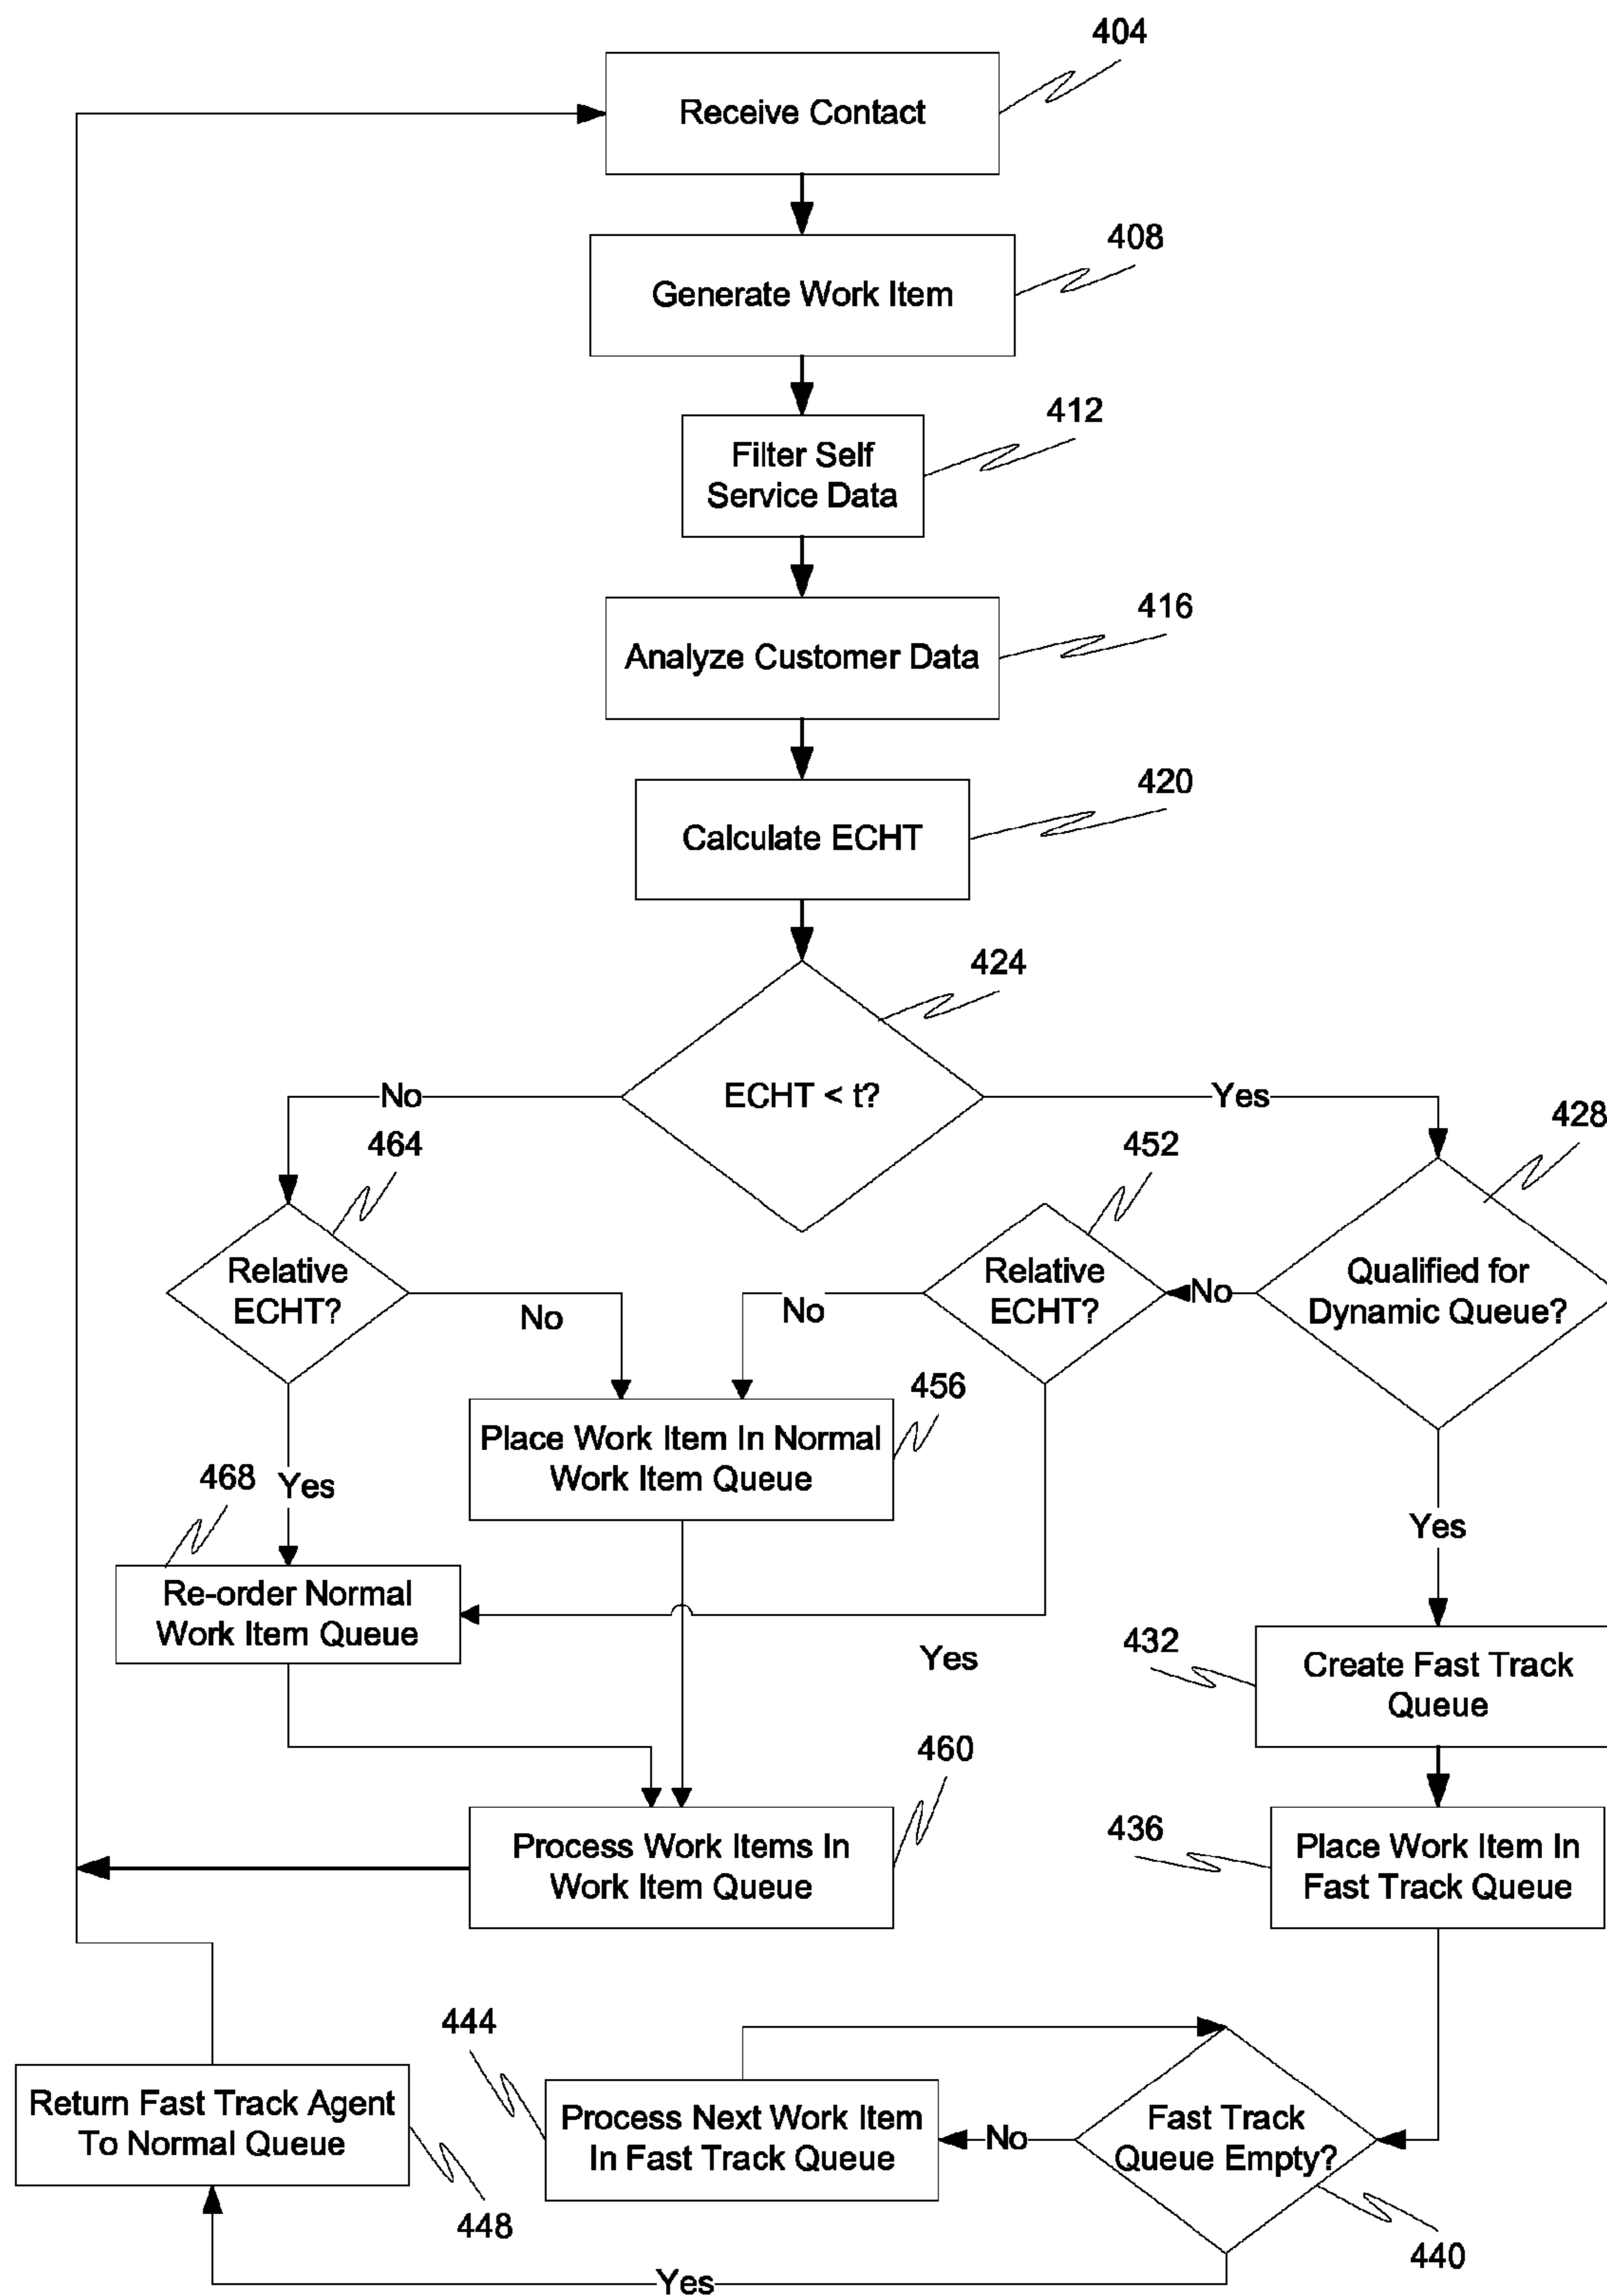 404
Receive Contact
408
Generate Work Item
412
Filter Self
Service Data
416
Analyze Customer Data
420
Calculate ECHT
424
ECHT < t?
No
Yes
428
464
452
Relative
ECHT?
Relative
ECHT?
No
Qualified for
Dynamic Queue?
No
No
456
Place Work Item In Normal
Work Item Queue
468
Yes
Yes
Re-order Normal
Work Item Queue
Yes
432
Create Fast Track
Queue
460
Process Work Items In
Work Item Queue
436
Place Work Item In
Fast Track Queue
444
Return Fast Track Agent
To Normal Queue
Process Next Work Item
In Fast Track Queue
No
Fast Track
Queue Empty?
448
440
Yes